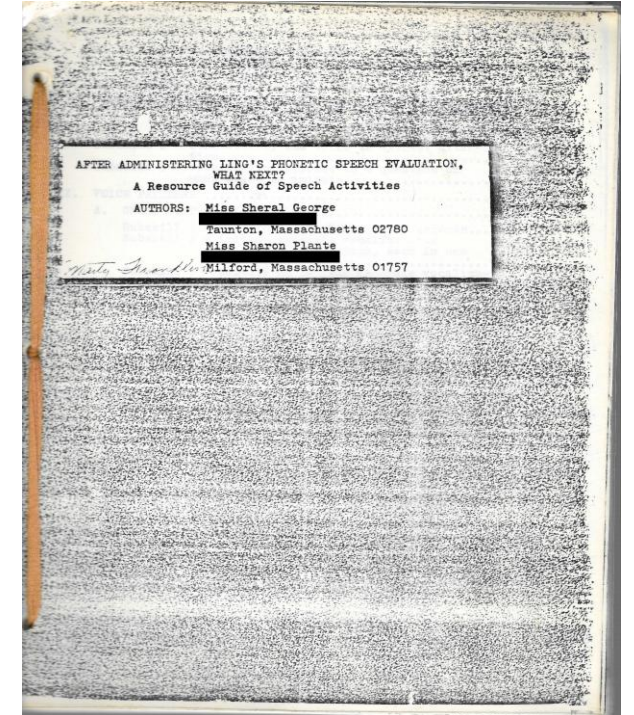 AFTER ADMINISTERING LING'S PHONETIC SPEECH EVALUATION,
WHAT NEXT?
A Resource Guide of Speech Activities
AUTHORS: Miss Sheral George
Taunton, Massachusetts 02780
Miss Sharon Plante
Milford, Massachusetts 01757